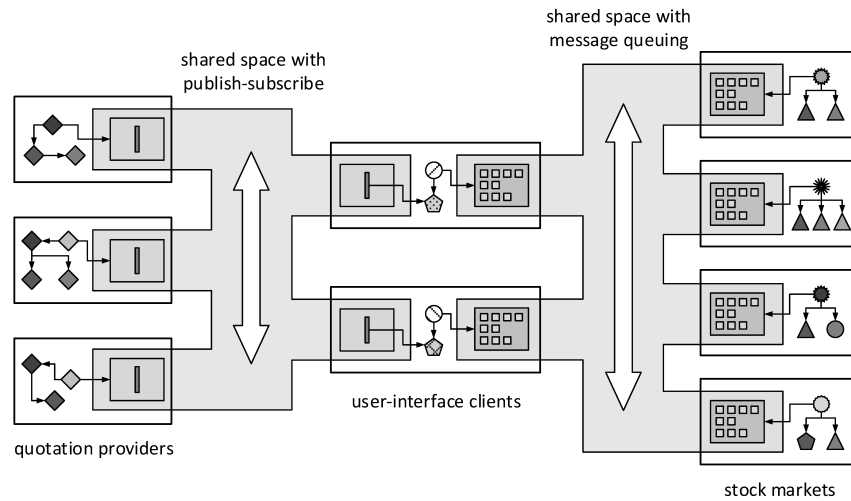 shared space with
publish-subscribe
shared space with
message queuing
quotation providers
user-interface clients
stock markets